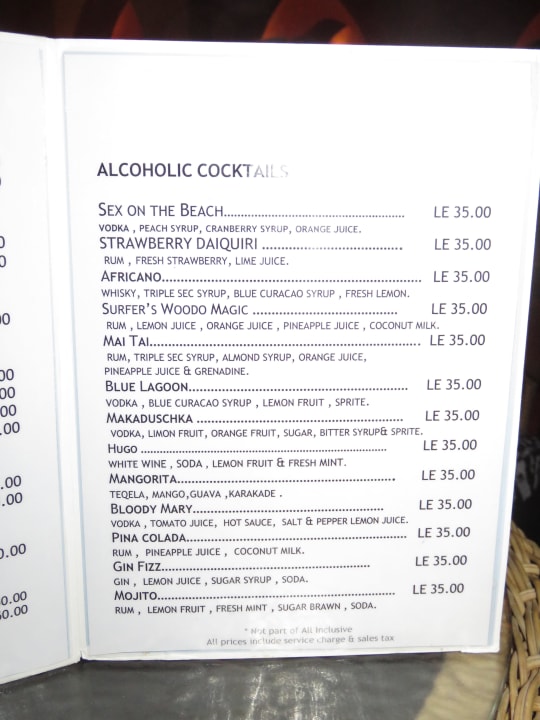 ALCOHOLIC COCKTAILS
SEX ON THE BEACH........................................................ LE 35.00
VODKA , PEACH SYRUP, CRANBERRY SYRUP, ORANGE JUICE.
STRAWBERRY DAIQUIRI ................................ LE 35.00
RUM , FRESH STRAWBERRY, LIME JUICE.
AFRICANO............................................................ LE 35.00
WHISKY, TRIPLE SEC SYRUP, BLUE CURACAO SYRUP , FRESH LEMON.
SURFER'S WOODO MAGIC .................................. LE 35.00
RUM , LEMON JUICE , ORANGE JUICE , PINEAPPLE JUICE , COCONUT MILK.
MAI TAI............................................................... LE 35.00
RUM, TRIPLE SEC SYRUP, ALMOND SYRUP, ORANGE JUICE,
PINEAPPLE JUICE & GRENADINE.
BLUE LAGOON.................................................... LE 35.00
VODKA , BLUE CURACAO SYRUP , LEMON FRUIT , SPRITE.
MAKADUSCHKA ................................................. LE 35.00
VODKA, LIMON FRUIT, ORANGE FRUIT, SUGAR, BITTER SYRUP& SPRITE.
HUGO ............................................................................ LE 35.00
WHITE WINE , SODA , LEMON FRUIT & FRESH MINT.
MANGORITA...................................................... LE 35.00
TEQELA, MANGO,GUAVA ,KARAKADE .
BLOODY MARY.............................................. LE 35.00
VODKA , TOMATO JUICE, HOT SAUCE, SALT & PEPPER LEMON JUICE.
PINA COLADA..................................................... LE 35.00
RUM , PINEAPPLE JUICE , COCONUT MILK.
GIN FIZZ.................................................... LE 35.00
GIN , LEMON JUICE , SUGAR SYRUP , SODA.
MOJITO......................................................... LE 35.00
RUM , LEMON FRUIT , FRESH MINT , SUGAR BRAWN , SODA.
* Not part of All Inclusive
All prices include service charge & sales tax